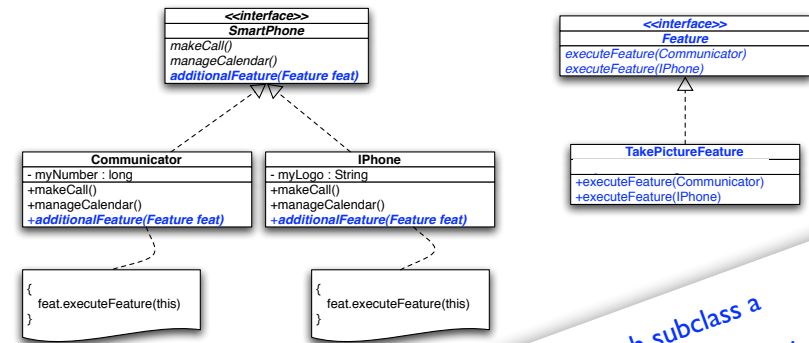 <<interface>>
SmartPhone
makeCall()
manageCalendar()
additionalFeature(Feature feat)
<<interface>>
Feature
executeFeature(Communicator)
executeFeature(IPhone)
Communicator
- myNumber : long
+makeCall()
+manageCalendar()
+additionalFeature(Feature feat)
IPhone
- myLogo : String
+makeCall()
+manageCalendar()
+additionalFeature(Feature feat)
TakePictureFeature
+executeFeature(Communicator)
+executeFeature(IPhone)
{
feat.executeFeature(this)
}
{
feat.executeFeature(this)
}
subclass a